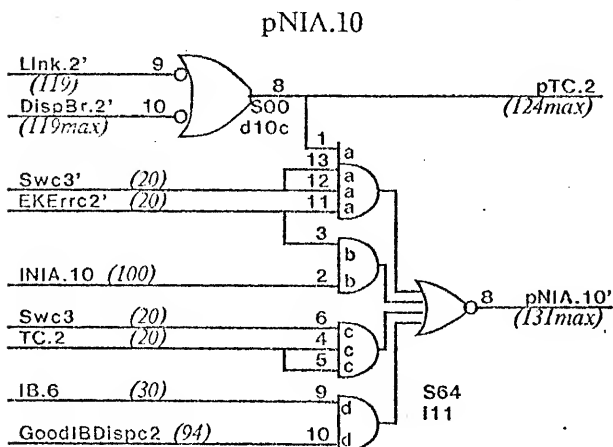 pNIA.10
Link.2' 9
(119)
8 pTC.2
DispBr.2' 10 S00 (124max)
(119max) d10c
1 a
13
Swc3' (20) 12 a
EKErrc2' (20) 11 a
a
3 b
INIA.10 (100) 2 b
8 pNIA.10'
Swc3 (20) 6 c (131max)
TC.2 (20) 4 c
5 c
IB.6 (30) 9 d S64
I11
GoodIBDispc2 (94) 10 d